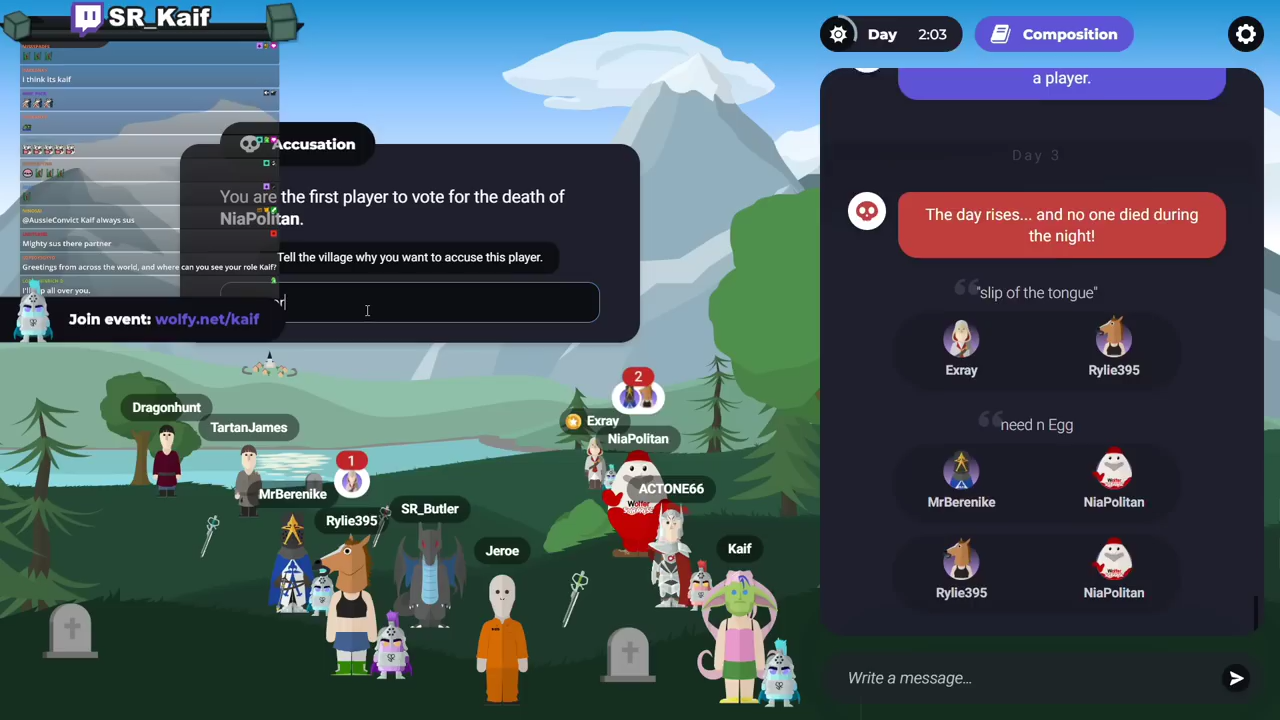 SR_Kaif
I think its kaif
@AussieConvict Kaif always sus
Mighty sus there partner
Greetings from across the world, and where can you see your role Kaif?
all over you.
Join event: wolfy.net/kaif
Accusation
You are the first player to vote for the death of
NiaPolitan.
Tell the village why you want to accuse this player.
or
Dragonhunt
TartanJames
MrBerenike
1
Rylie395
SR_Butler
Jeroe
2
Exray
NiaPolitan
Wolfer
ACTONE66
Kaif
Day 2:03
Composition
a player.
Day 3
The day rises... and no one died during
the night!
"slip of the tongue"
Exray Rylie395
need n Egg
MrBerenike NiaPolitan
Rylie395 NiaPolitan
Write a message...